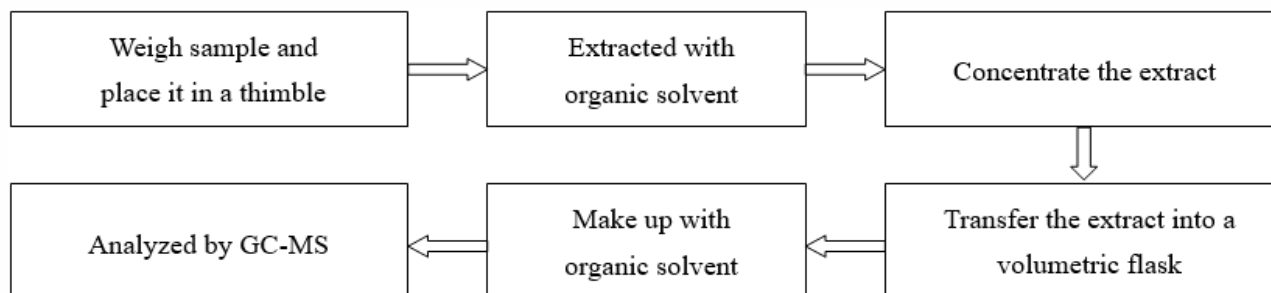 Weigh sample and
place it in a thimble
Extracted with
organic solvent
Concentrate the extract
Transfer the extract into a
volumetric flask
Make up with
organic solvent
Analyzed by GC-MS